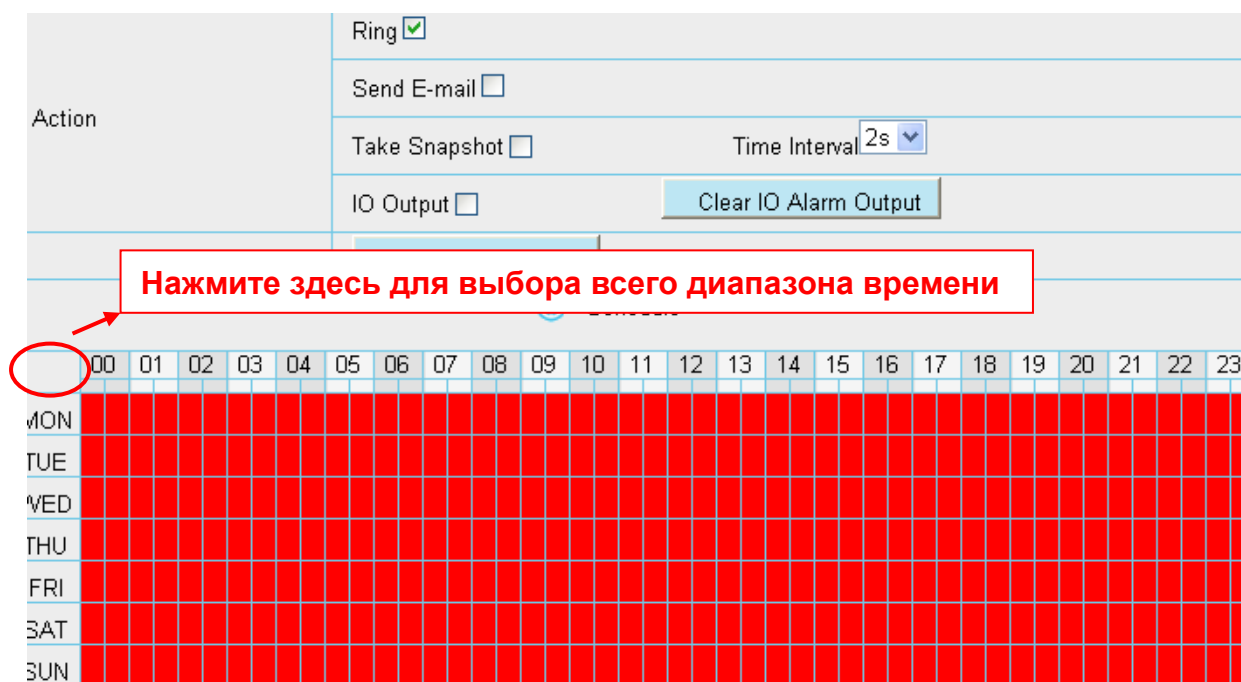 Ring
Send E-mail
Action
Take Snapshot Time Interval 2s
IO Output Clear IO Alarm Output
Нажмите здесь для выбора всего диапазона времени
00 01 02 03 04 05 06 07 08 09 10 11 12 13 14 15 16 17 18 19 20 21 22 23
MON
TUE
WED
THU
FRI
SAT
SUN